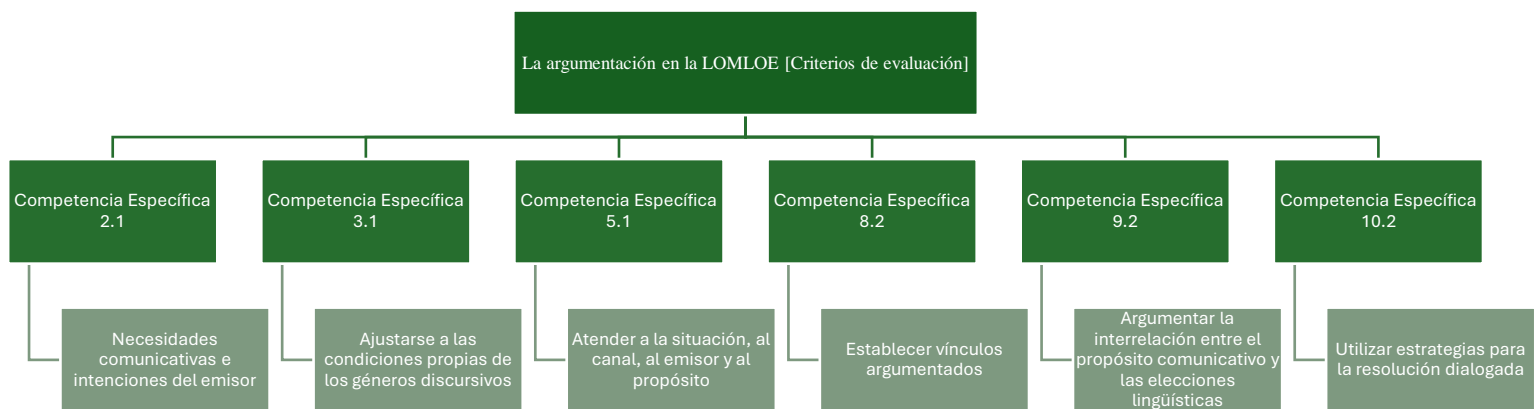 La argumentación en la LOMLOE [Criterios de evaluación]
Competencia Específica
2.1
Competencia Específica
3.1
Competencia Específica
5.1
Competencia Específica
8.2
Competencia Específica
9.2
Competencia Específica
10.2
Necesidades
comunicativas e
intenciones del emisor
Ajustarse a las
condiciones propias de
los géneros discursivos
Atender a la situación, al
canal, al emisor y al
propósito
Establecer vínculos
argumentados
Argumentar la
interrelación entre el
propósito comunicativo y
las elecciones
lingüísticas
Utilizar estrategias para
la resolución dialogada